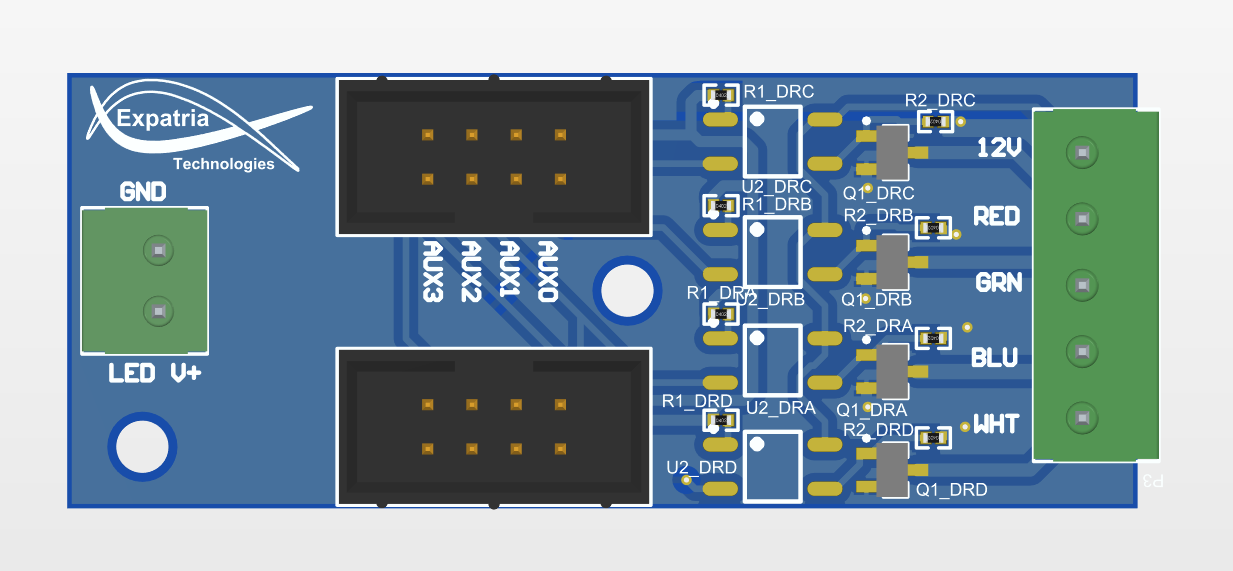 Expatria
Technologies
GND
LED V+
AUX3
AUX2
AUX1
AUX0
R1_DRC
U2_DRC
R1_DRB
R1_DRA
U2_DRB
R1_DRD
U2_DRA
U2_DRD
R2_DRC
Q1_DRC
R2_DRB
Q1_DRB
R2_DRA
Q1_DRA
R2_DRD
Q1_DRD
12V
RED
GRN
BLU
WHT
P3